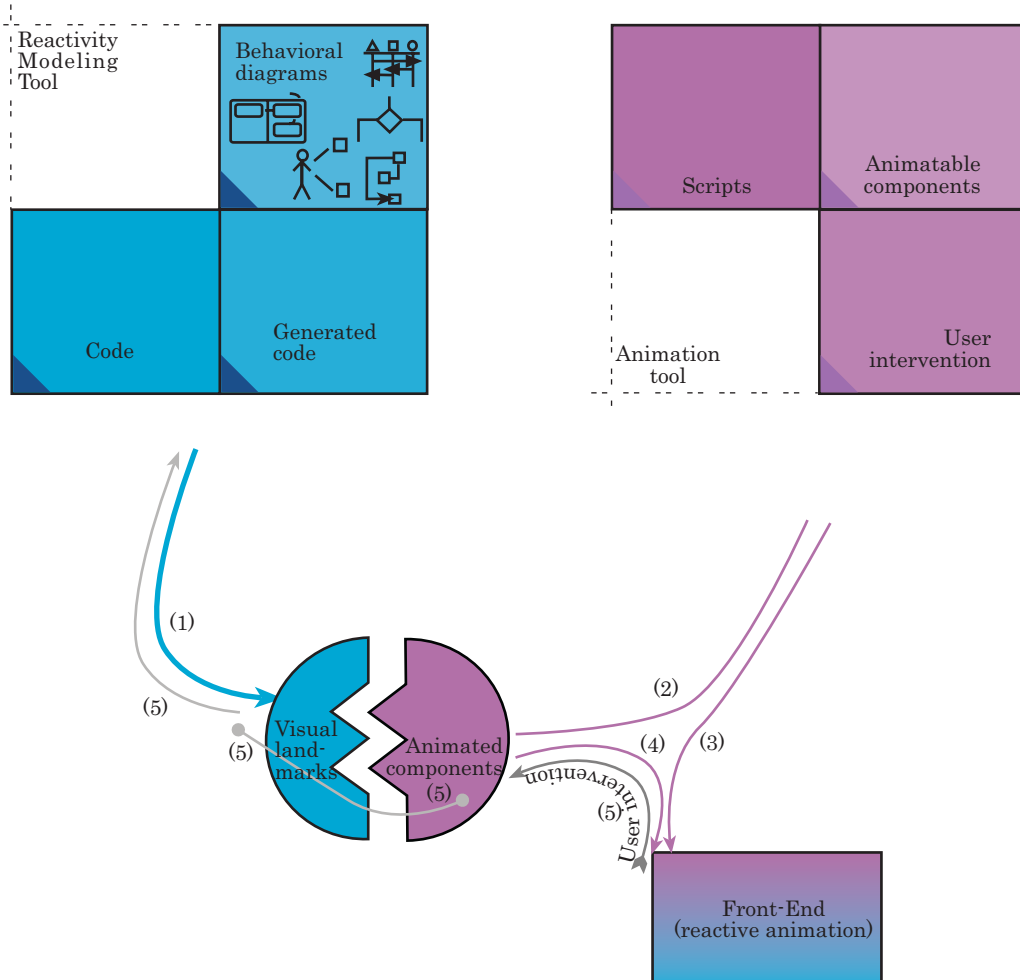 Reactivity
Modeling
Tool
Behavioral
diagrams
Code
Generated
code
Scripts
Animatable
components
Animation
tool
User
intervention
(1)
(5)
(5)
Visual
land-
marks
Animated
components
(5)
(2)
(4)
(3)
User intervention
(5)
Front-End
(reactive animation)